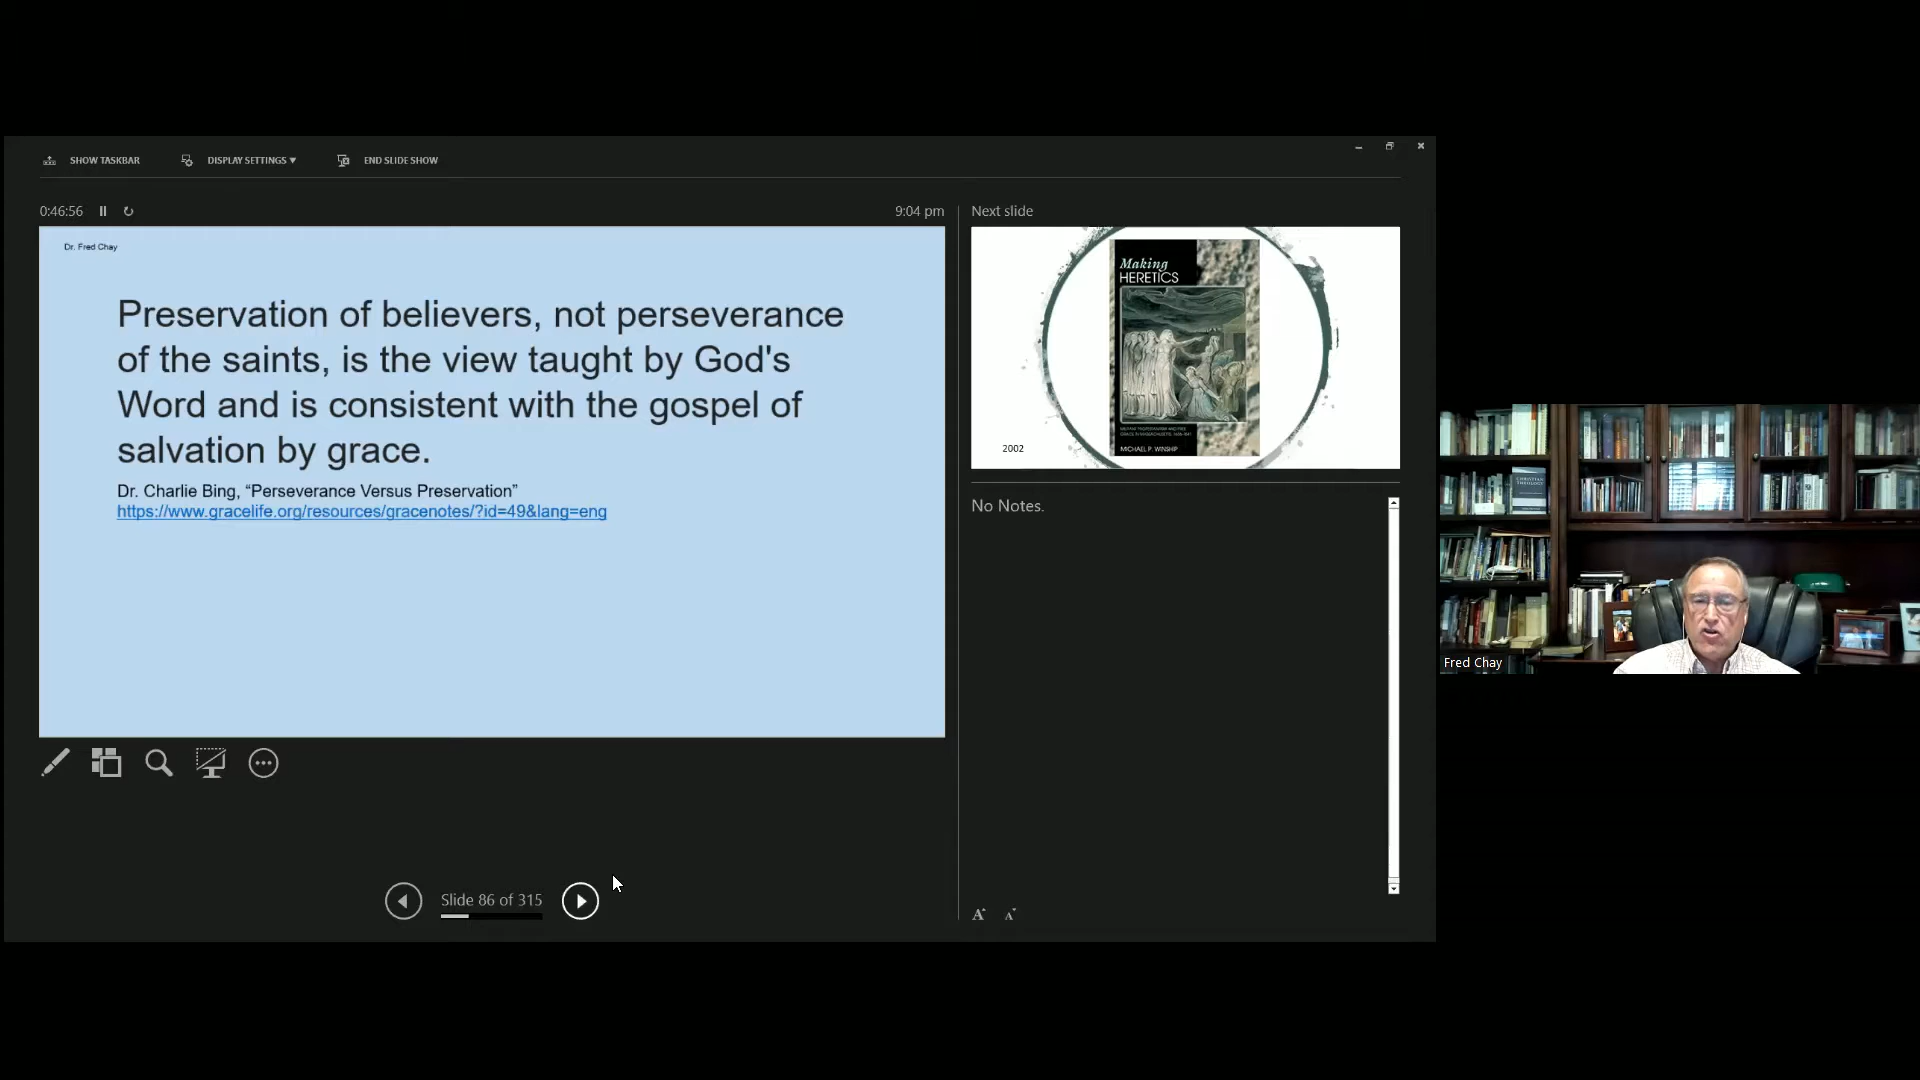 SHOW TASKBAR
DISPLAY SETTINGS ▾
END SLIDE SHOW
0:46:56
9:04 pm
Dr. Fred Chay
Preservation of believers, not perseverance
of the saints, is the view taught by God's
Word and is consistent with the gospel of
salvation by grace.
Dr. Charlie Bing, “Perseverance Versus Preservation”
https://www.gracelife.org/resources/gracenotes/?id=49&lang=eng
Slide 86 of 315
Next slide
Making
HERETICS
MICHAEL P. WINSHIP
2002
No Notes.
A A
CHRISTIAN
THEOLOGY
Fred Chay